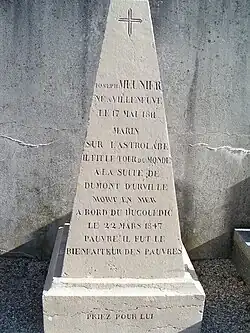 JOSEPH MEUNIER
NE A VILLENEUVE
LE 17 MAI 1811
MARIN
SUR L'ASTROLABE
IL FIT LE TOUR DU MONDE
A LA SUITE DE
DUMONT D'URVILLE
MORT EN MER
A BORD DU DUCOUEDIC
LE 22 MARS 1847
PAUVRE IL FUT LE
BIENFAITEUR DES PAUVRES
PRIEZ POUR LUI